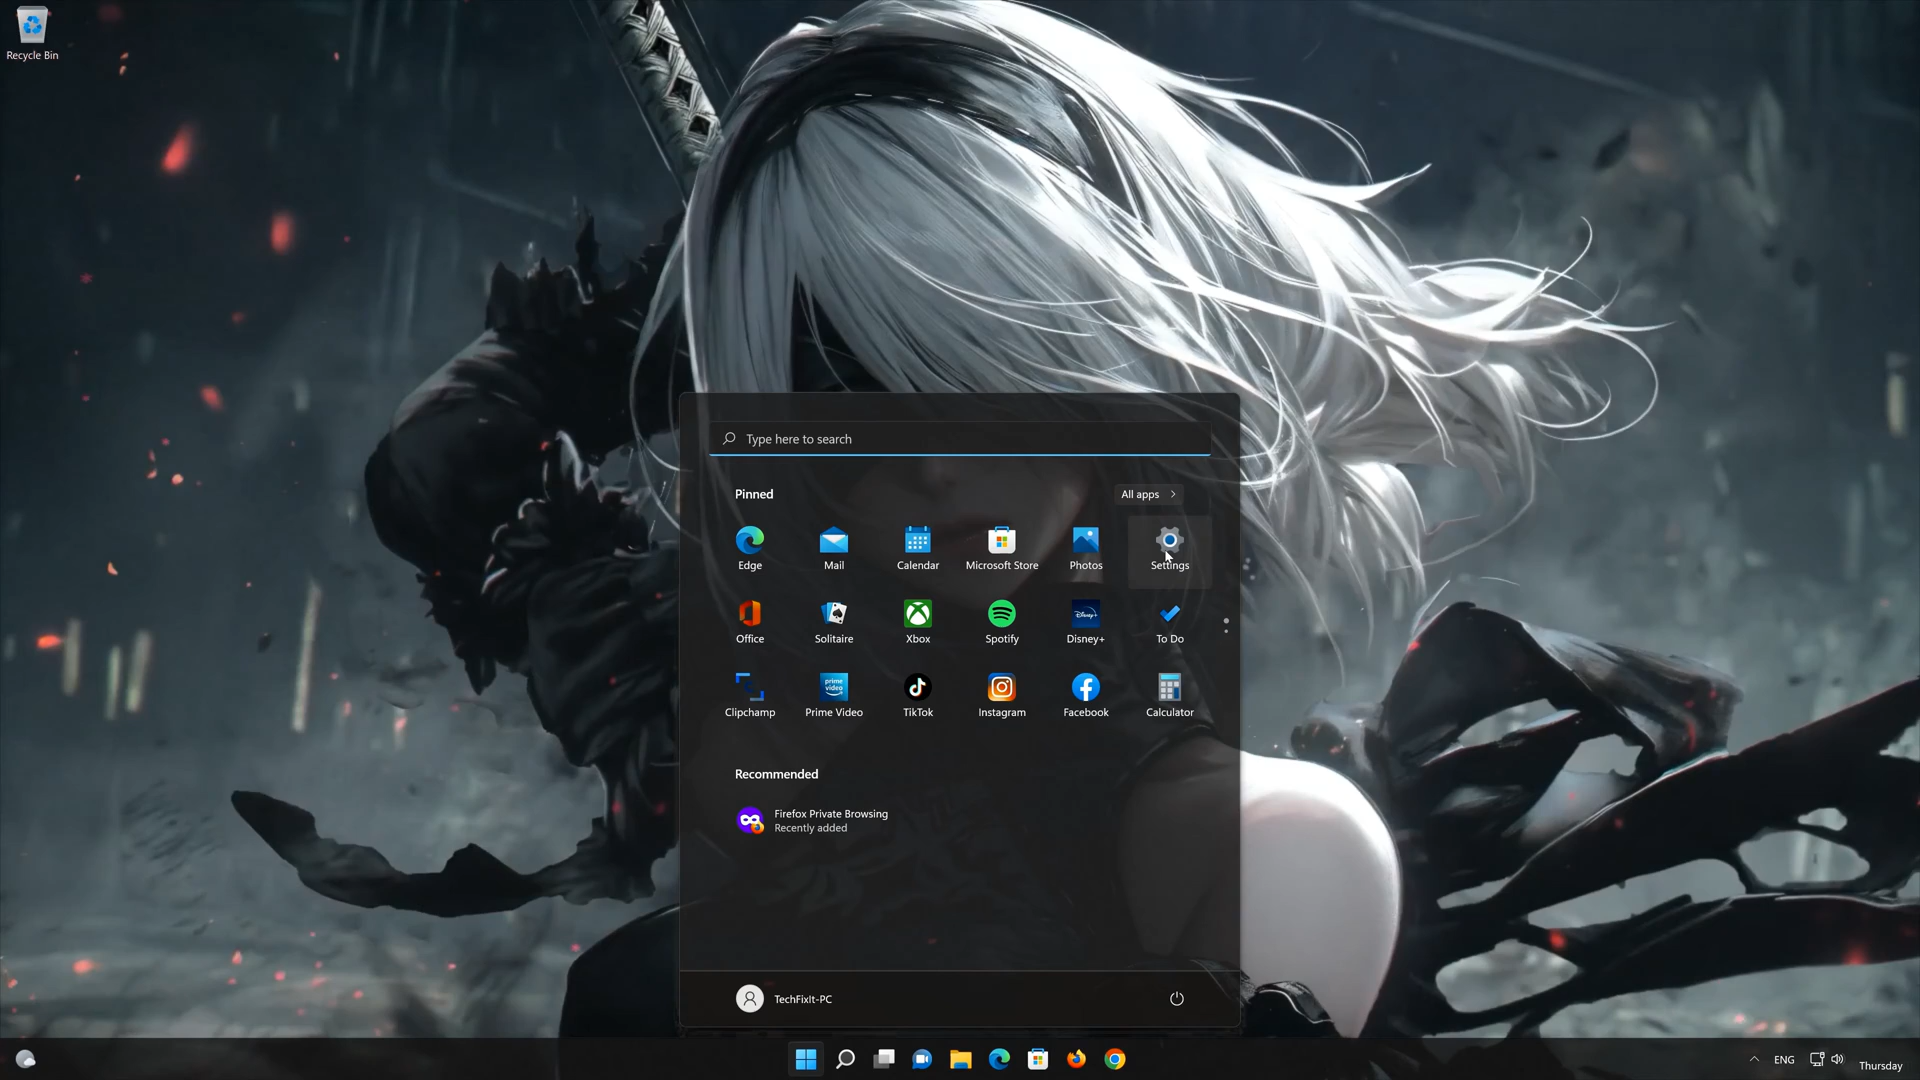 Recycle Bin
Type here to search
Pinned
All apps
Edge
Mail
Calendar
Microsoft Store
Photos
Settings
Office
Solitaire
Xbox
Spotify
Disney+
To Do
Clipchamp
Prime Video
TikTok
Instagram
Facebook
Calculator
Recommended
Firefox Private Browsing
Recently added
TechFixIt-PC
ENG
Thursday